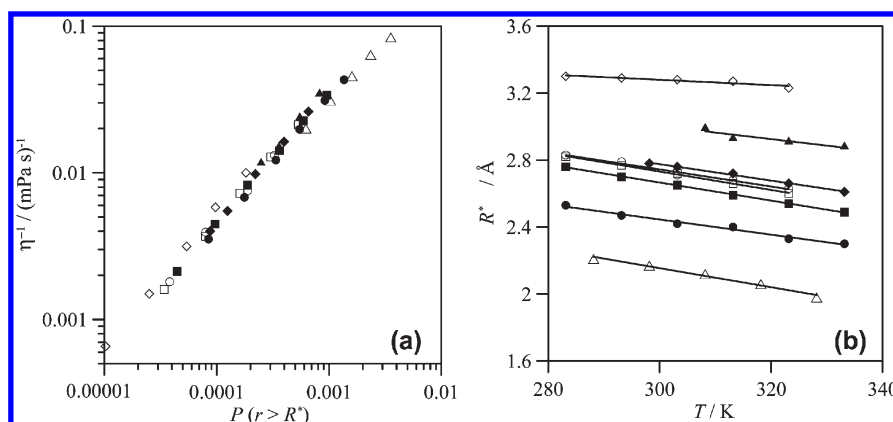 0.1
0.01
0.001
η⁻¹ / (mPa s)⁻¹
0.00001
0.0001
0.001
0.01
P (r > R*)
(a)
3.6
3.2
2.8
2.4
2
1.6
R* / Å
280
300
320
340
T / K
(b)